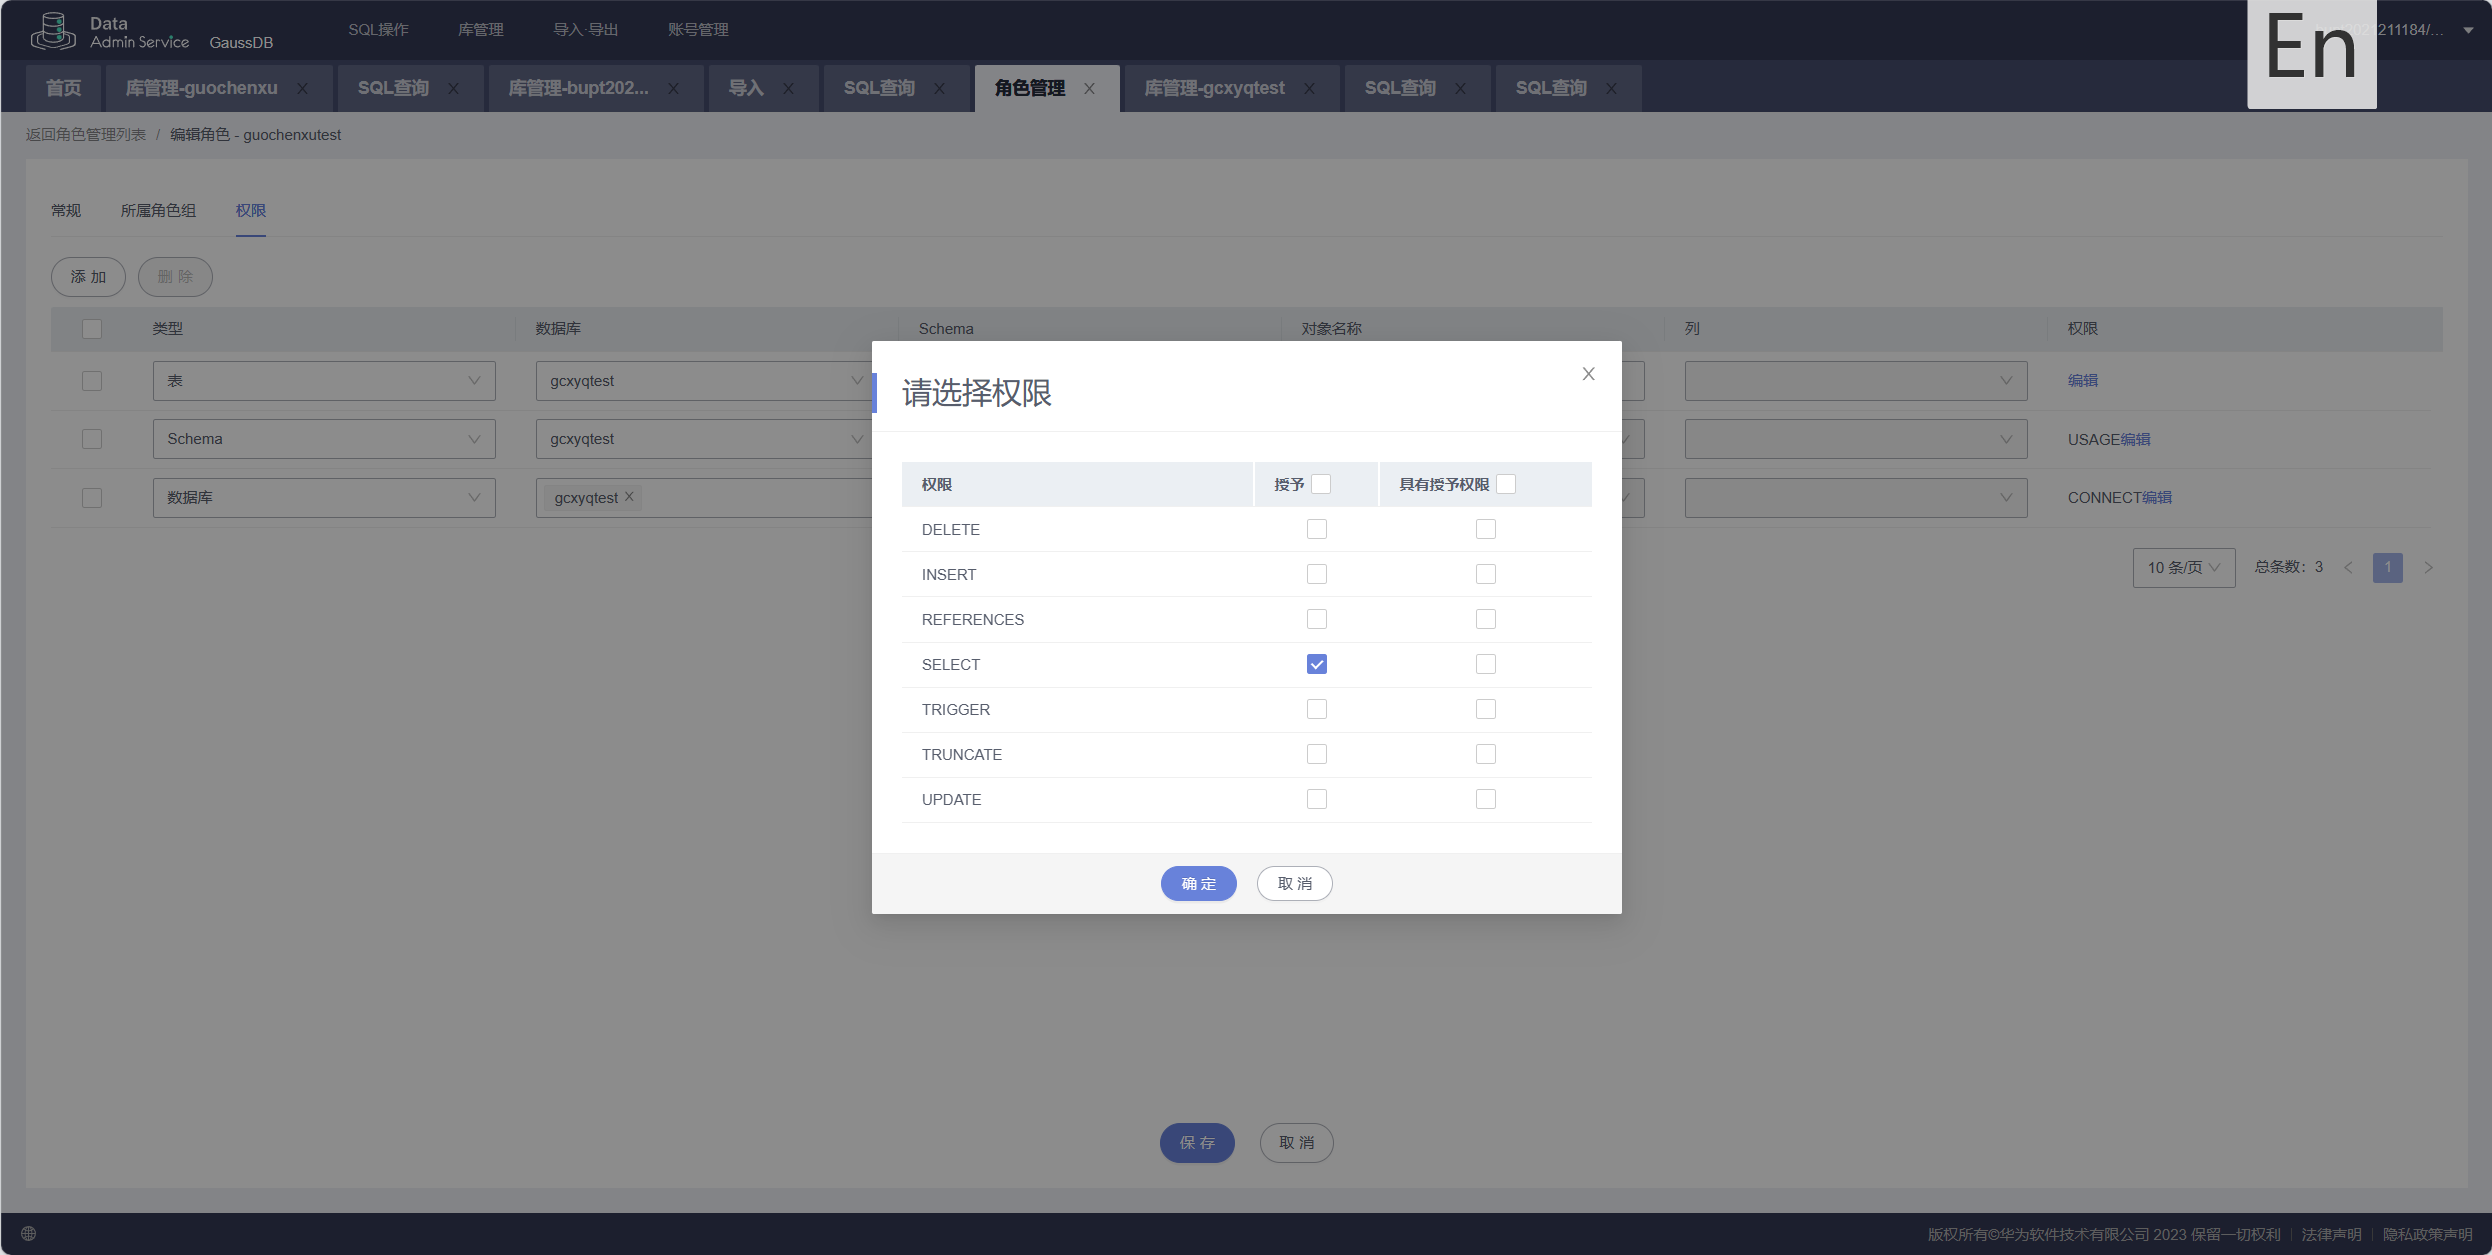 Data
Admin Service GaussDB
SQL操作 库管理 导入·导出 账号管理
211184/...
En
首页 库管理-guochenxu SQL查询 库管理-bupt202... 导入 SQL查询 角色管理 库管理-gcxyqtest SQL查询 SQL查询
返回角色管理列表 / 编辑角色 - guochenxutest
常规 所属角色组 权限
添加 删除
类型 数据库 Schema 对象名称 列 权限
表 gcxyqtest 编辑
Schema gcxyqtest USAGE编辑
数据库 gcxyqtest CONNECT编辑
10 条/页 总条数: 3 < 1 >
请选择权限
权限 授予 具有授予权限
DELETE
INSERT
REFERENCES
SELECT
TRIGGER
TRUNCATE
UPDATE
确定 取消
保存 取消
版权所有©华为软件技术有限公司 2023 保留一切权利 | 法律声明 | 隐私政策声明